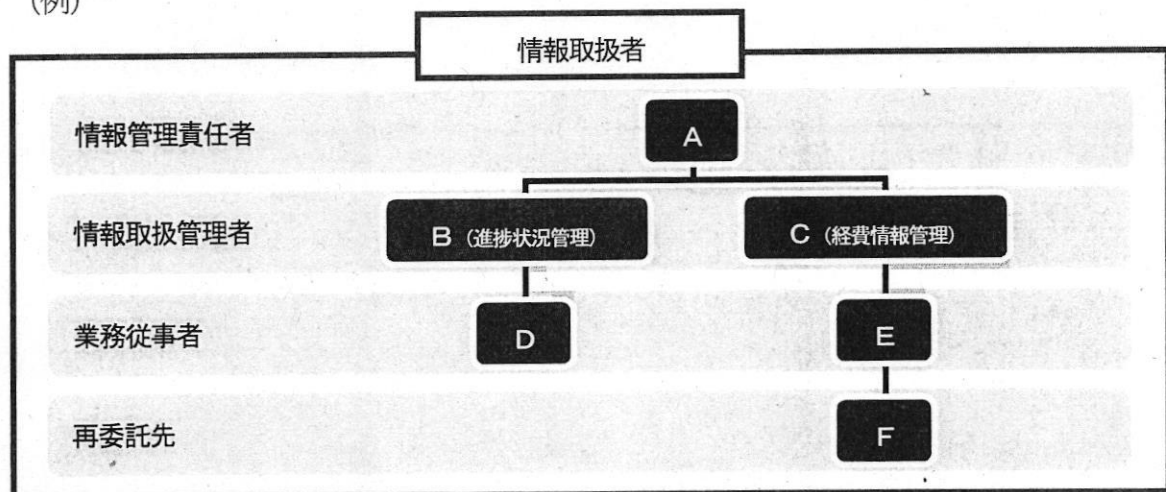 （例）
情報取扱者
情報管理責任者 A
情報取扱管理者 B（進捗状況管理） C（経費情報管理）
業務従事者 D E
再委託先 F